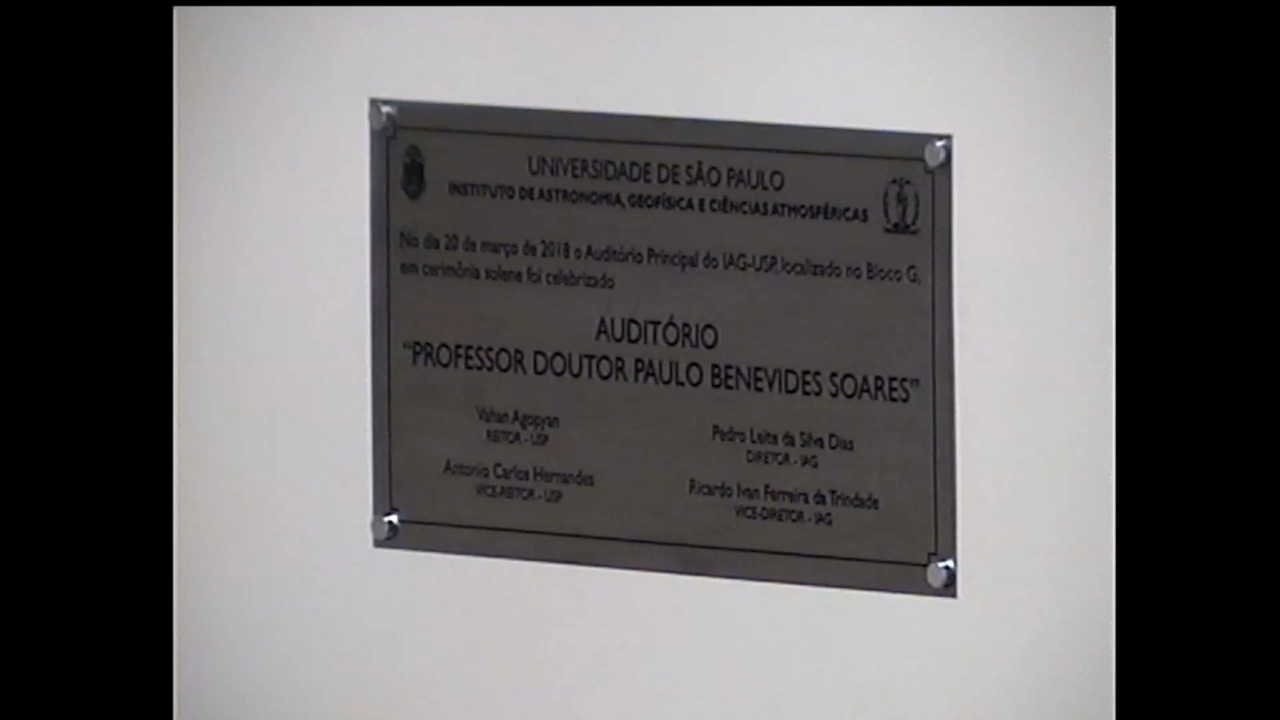 UNIVERSIDADE DE SÃO PAULO
INSTITUTO DE ASTRONOMIA, GEOFÍSICA E CIÊNCIAS ATMOSFÉRICAS
No dia 20 de março de 2018 o Auditório Principal do IAG-USP, localizado no Bloco G,
em cerimônia solene foi celebrizado
AUDITÓRIO
“PROFESSOR DOUTOR PAULO BENEVIDES SOARES”
Vahan Agopyan
REITOR - USP
Pedro Leite da Silva Dias
DIRETOR - IAG
Antonio Carlos Hernandes
VICE-REITOR - USP
Ricardo Ivan Ferreira da Trindade
VICE-DIRETOR - IAG